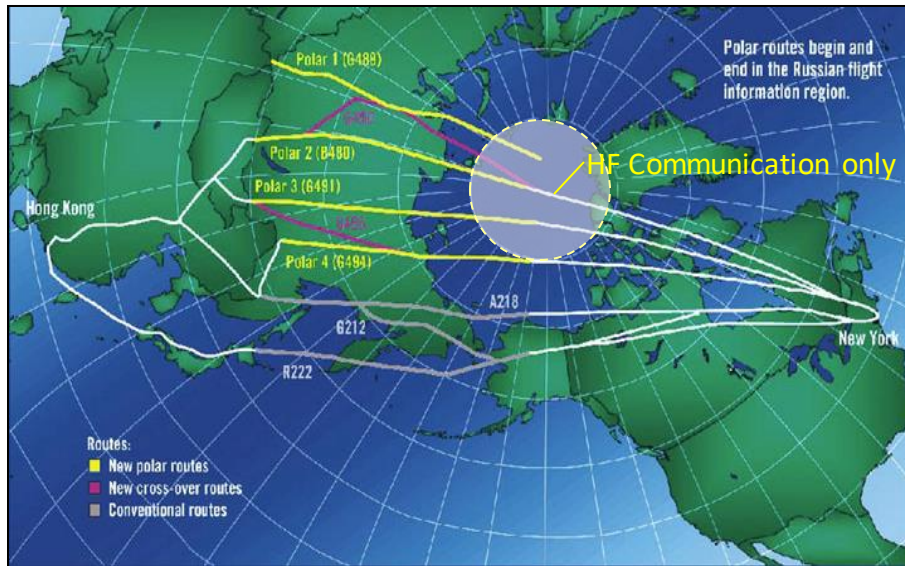 Polar routes begin and
end in the Russian flight
information region.
Polar 1 (G489)
Polar 2 (B480)
HF Communication only
Polar 3 (G491)
Hong Kong
Polar 4 (G494)
A218
G212
New York
R222
Routes:
New polar routes
New cross-over routes
Conventional routes